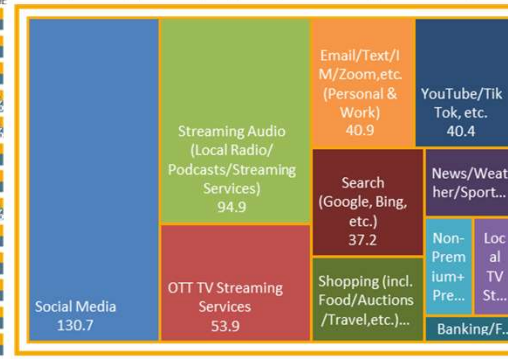 Social Media
130.7
Streaming Audio
(Local Radio/
Podcasts/Streaming
Services)
94.9
OTT TV Streaming
Services
53.9
Email/Text/I
M/Zoom,etc.
(Personal &
Work)
40.9
YouTube/Tik
Tok, etc.
40.4
Search
(Google, Bing,
etc.)
37.2
News/Weat
her/Sport...
Shopping (incl.
Food/Auctions
/Travel,etc.)...
Non-
Prem
ium+
Pre...
Loc
al
TV
St...
Banking/F...